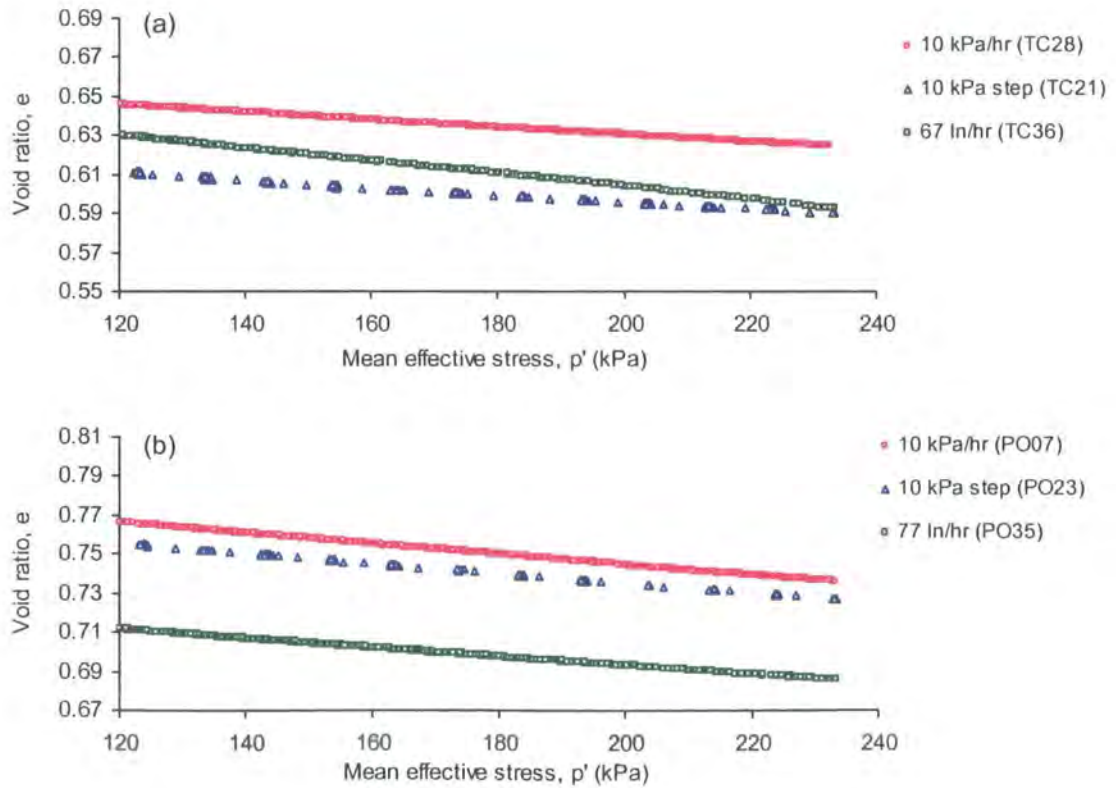 (a)
0.69
0.67
0.65
0.63
0.61
0.59
0.57
0.55
Void ratio, e
120 140 160 180 200 220 240
Mean effective stress, p' (kPa)
10 kPa/hr (TC28)
10 kPa step (TC21)
67 ln/hr (TC36)
(b)
0.81
0.79
0.77
0.75
0.73
0.71
0.69
0.67
Void ratio, e
120 140 160 180 200 220 240
Mean effective stress, p' (kPa)
10 kPa/hr (PO07)
10 kPa step (PO23)
77 ln/hr (PO35)